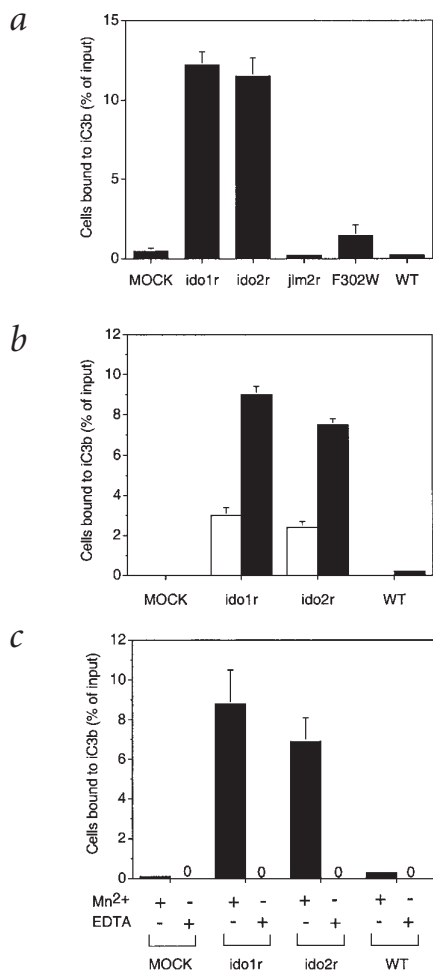 a
Cells bound to iC3b (% of input)
15
10
5
0
MOCK ido1r ido2r jlm2r F302W WT
b
Cells bound to iC3b (% of input)
12
10
8
6
4
2
0
MOCK ido1r ido2r WT
c
Cells bound to iC3b (% of input)
12
10
8
6
4
2
0
0 0 0 0
Mn2+ + - + - + - + -
EDTA - + - + - + - +
MOCK ido1r ido2r WT